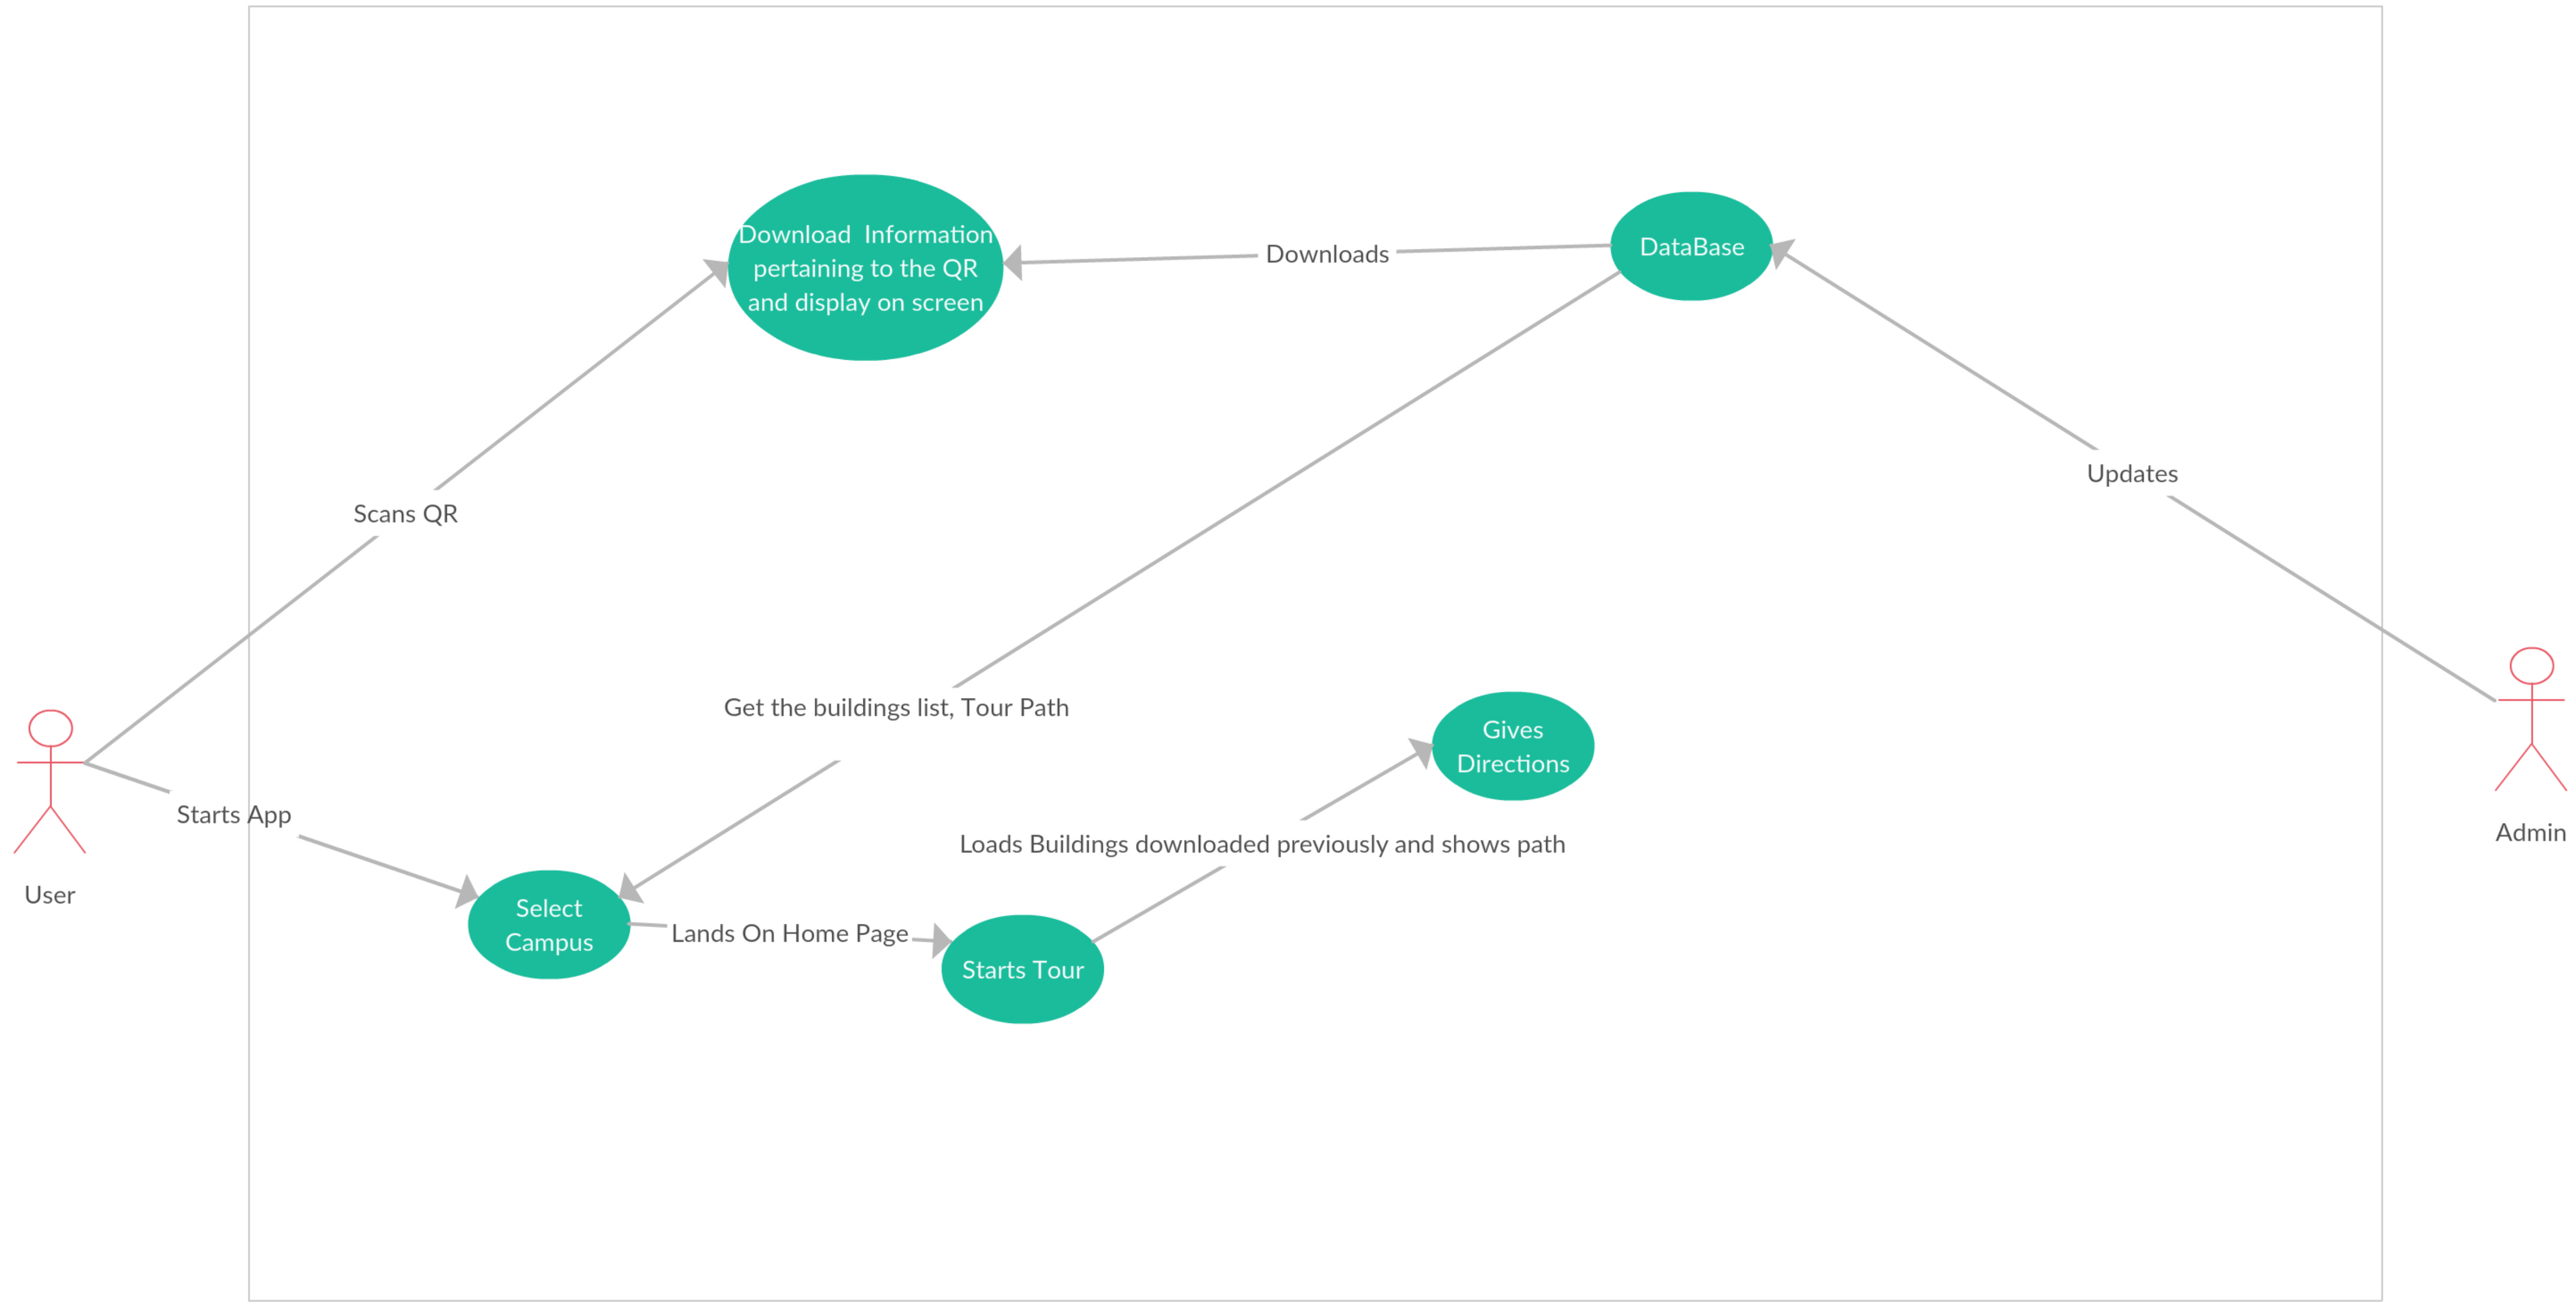 Download  Information
pertaining to the QR
and display on screen
Downloads
DataBase
Updates
Scans QR
Get the buildings list, Tour Path
Gives
Directions
Starts App
Loads Buildings downloaded previously and shows path
Admin
User
Select
Campus
Lands On Home Page
Starts Tour